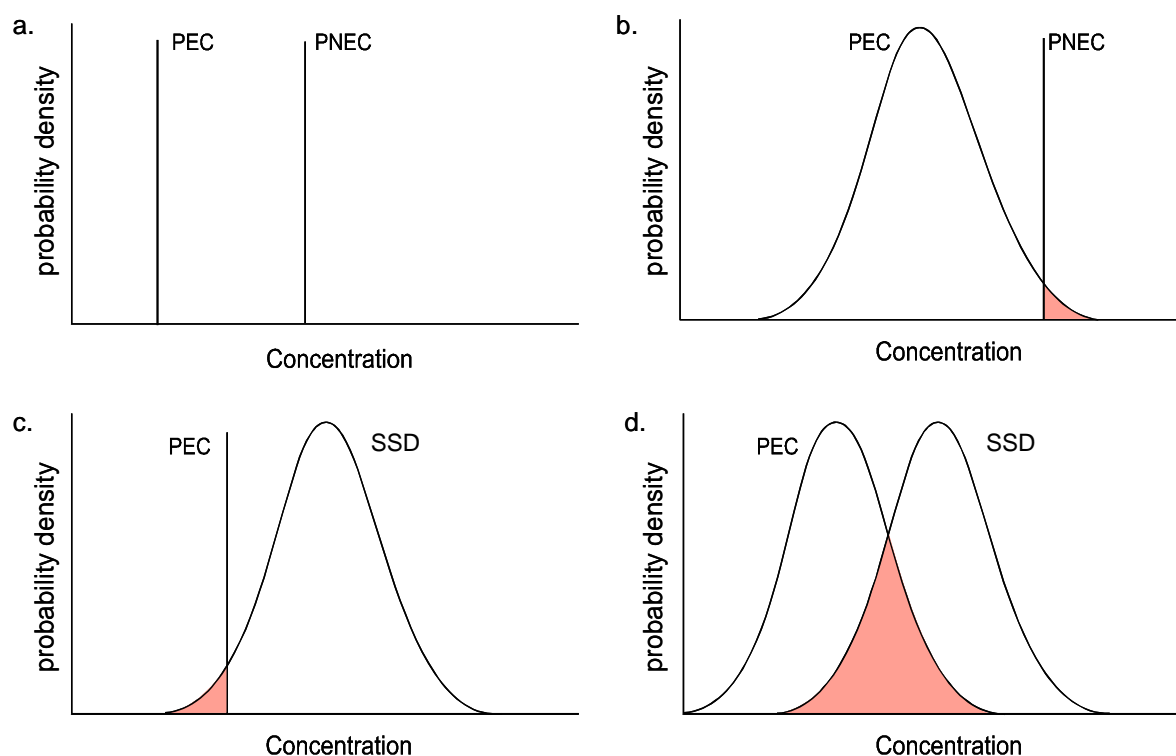 a.
PEC
PNEC
probability density
Concentration
b.
PEC
PNEC
probability density
Concentration
c.
PEC
SSD
probability density
Concentration
d.
PEC
SSD
probability density
Concentration